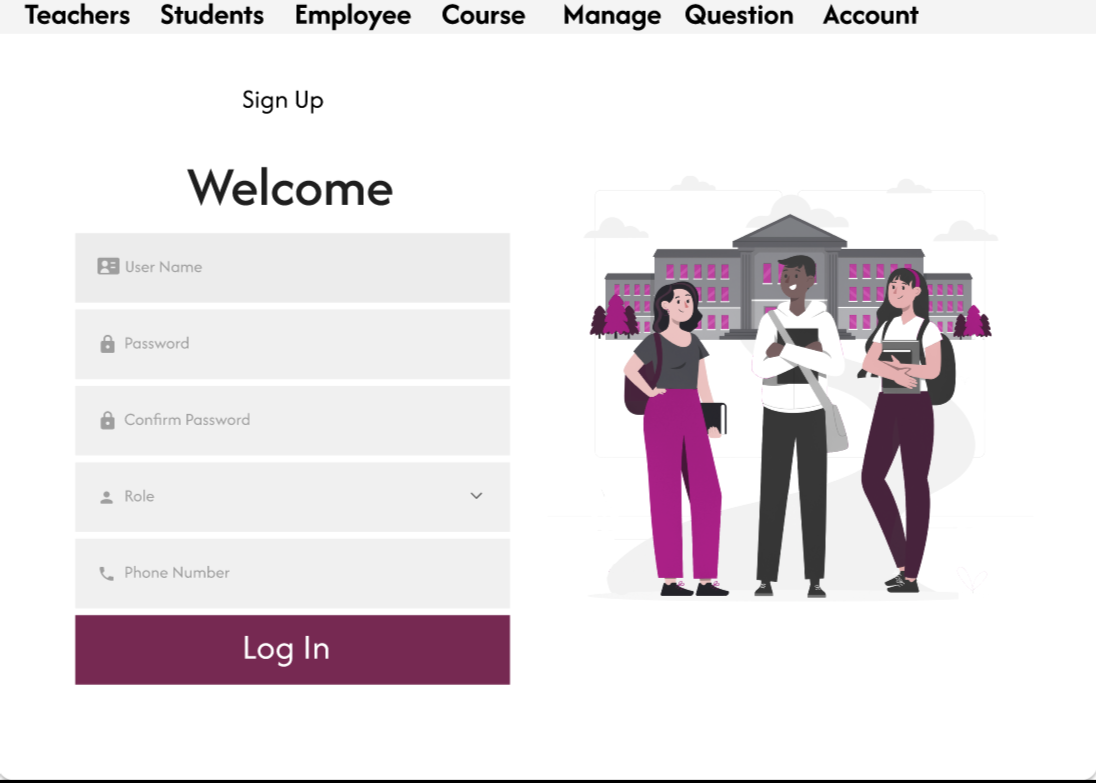 Teachers Students Employee Course Manage Question Account
Sign Up
Welcome
User Name
Password
Confirm Password
Role
Phone Number
Log In